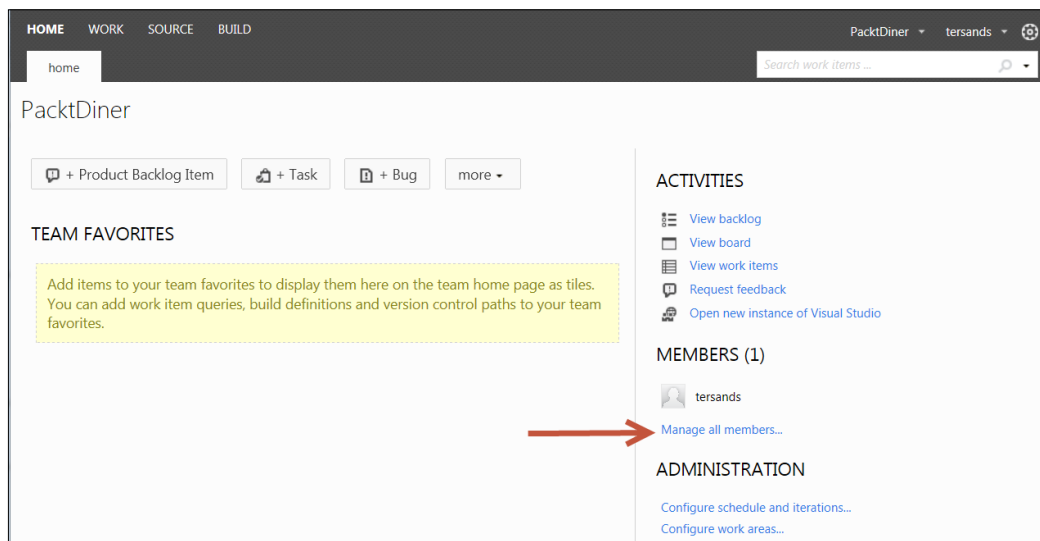 HOME WORK SOURCE BUILD PacktDiner tersands
home Search work items ...
PacktDiner
+ Product Backlog Item + Task + Bug more
TEAM FAVORITES
Add items to your team favorites to display them here on the team home page as tiles.
You can add work item queries, build definitions and version control paths to your team
favorites.
ACTIVITIES
View backlog
View board
View work items
Request feedback
Open new instance of Visual Studio
MEMBERS (1)
tersands
Manage all members...
ADMINISTRATION
Configure schedule and iterations...
Configure work areas...